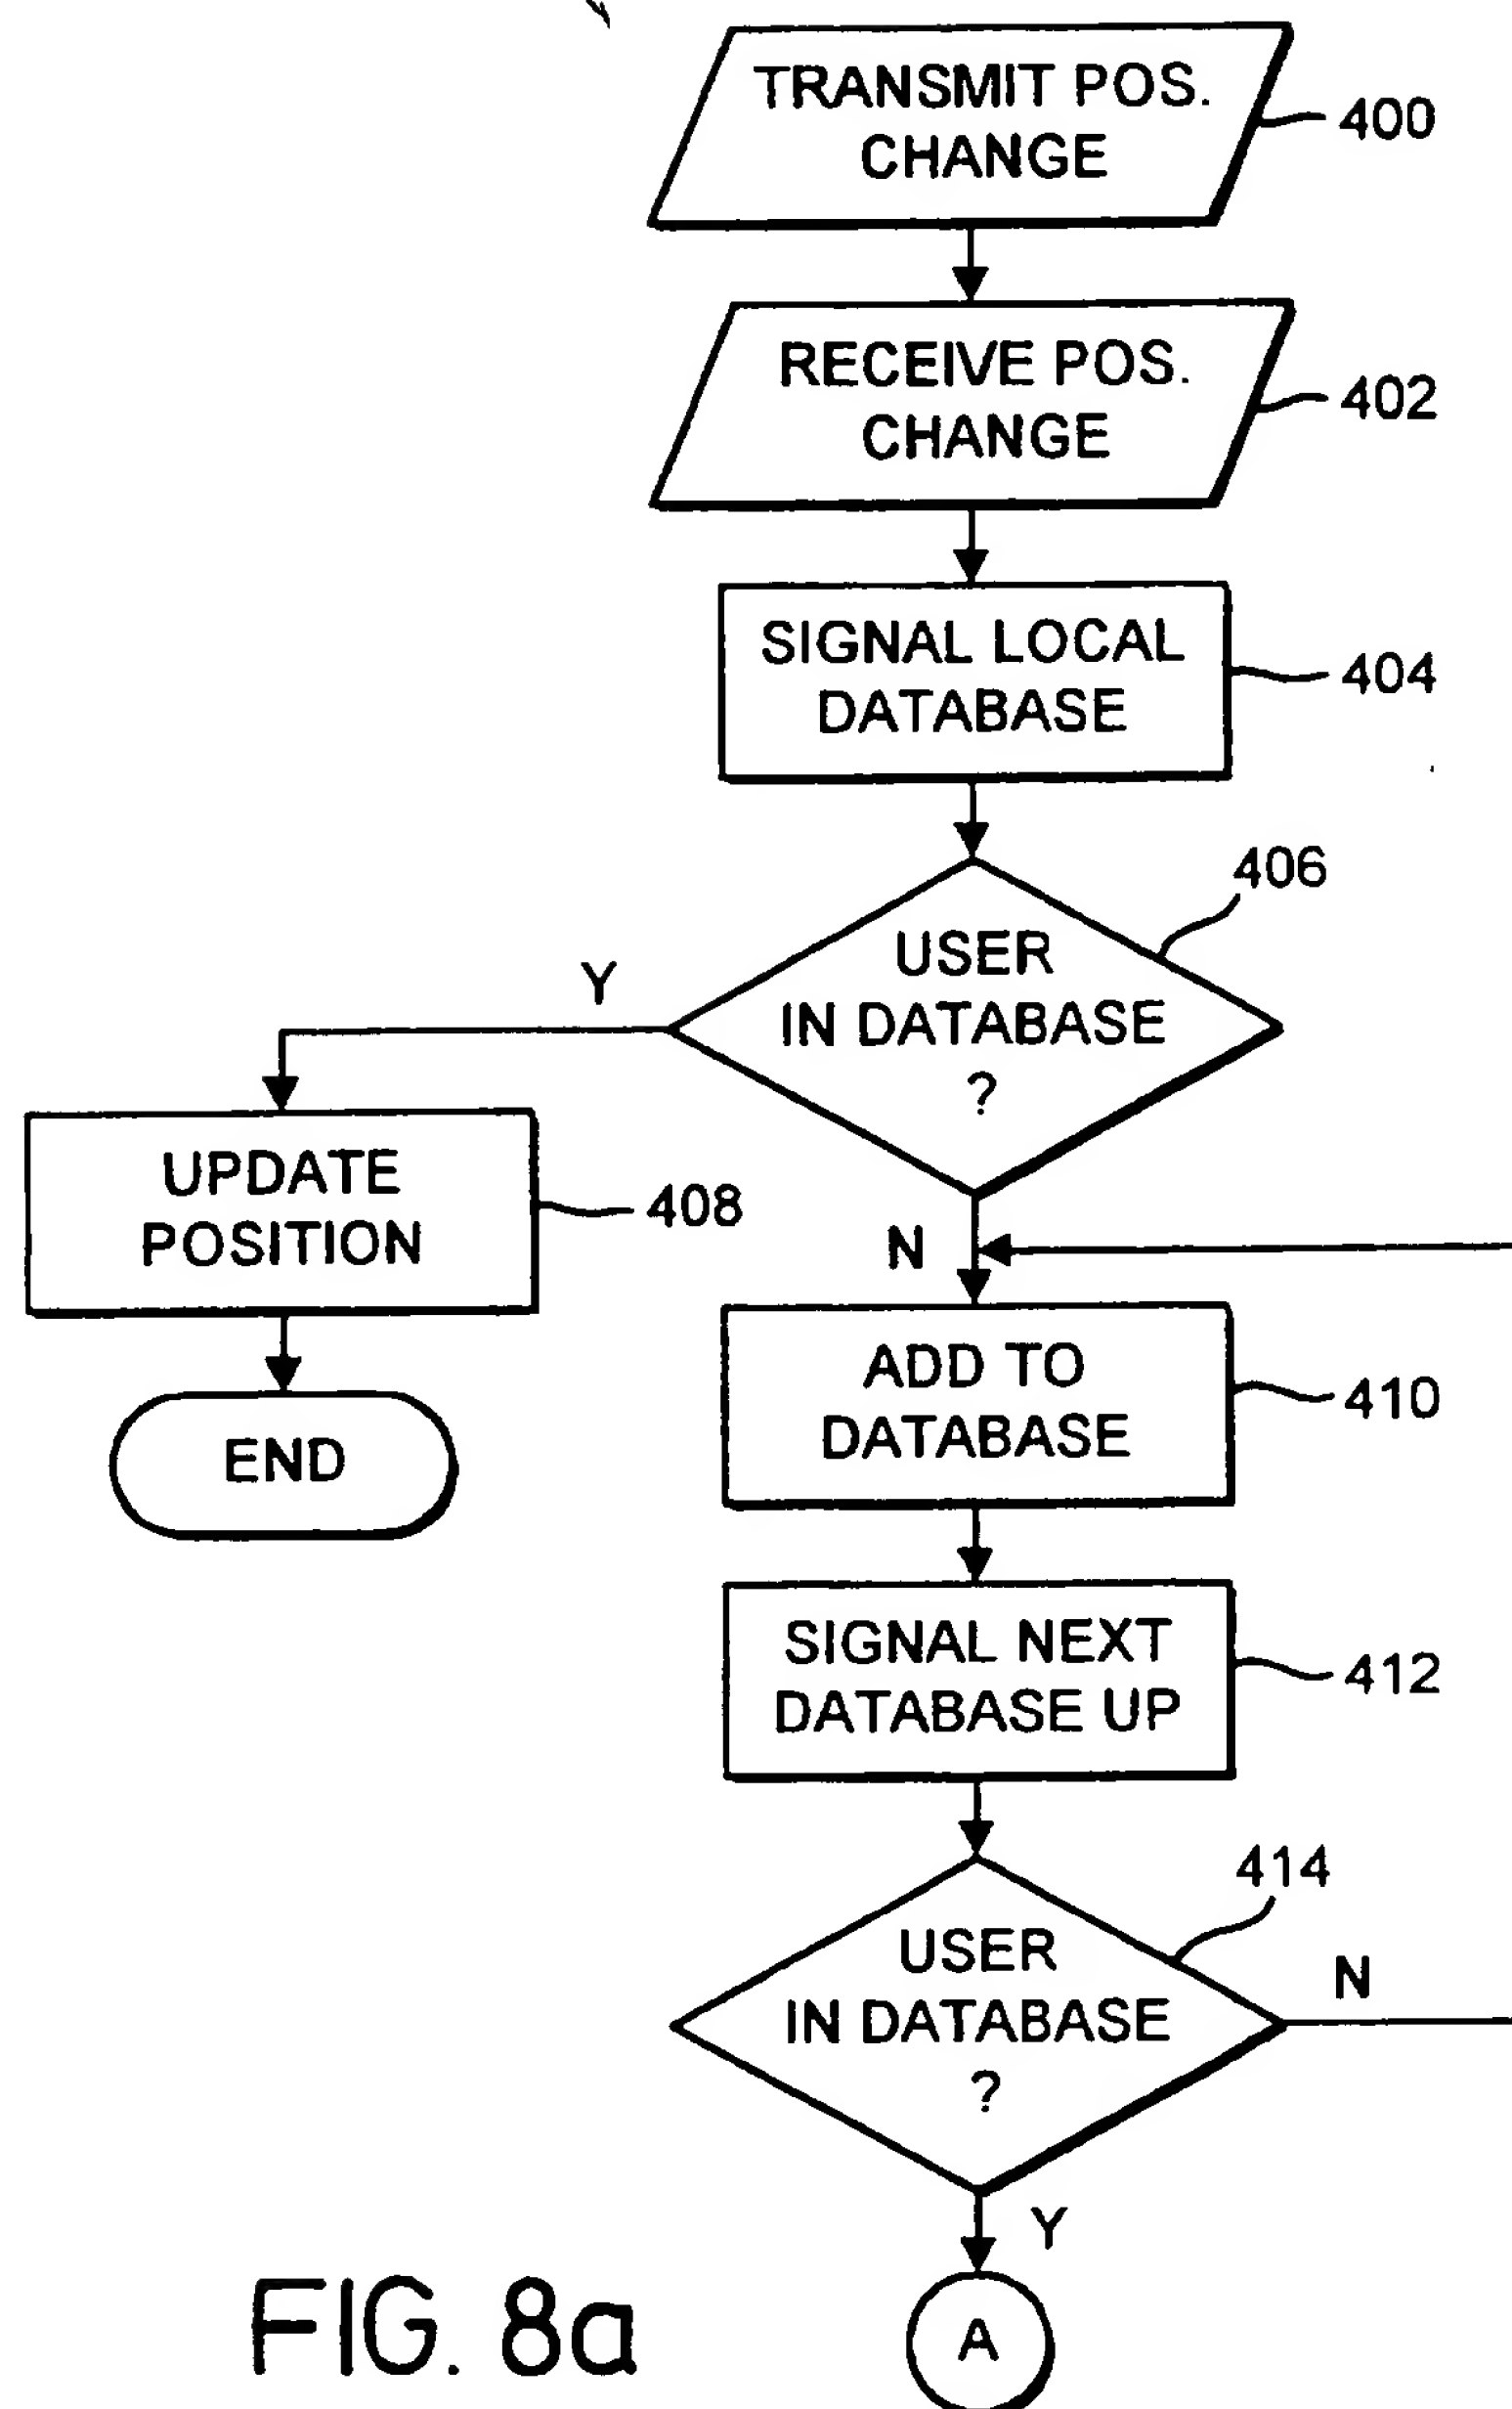 TRANSMIT POS.
CHANGE
400
RECEIVE POS.
CHANGE
402
SIGNAL LOCAL
DATABASE
404
406
USER
IN DATABASE
?
Y
UPDATE
POSITION
408
N
END
ADD TO
DATABASE
410
SIGNAL NEXT
DATABASE UP
412
414
USER
IN DATABASE
?
N
Y
A
FIG. 8a